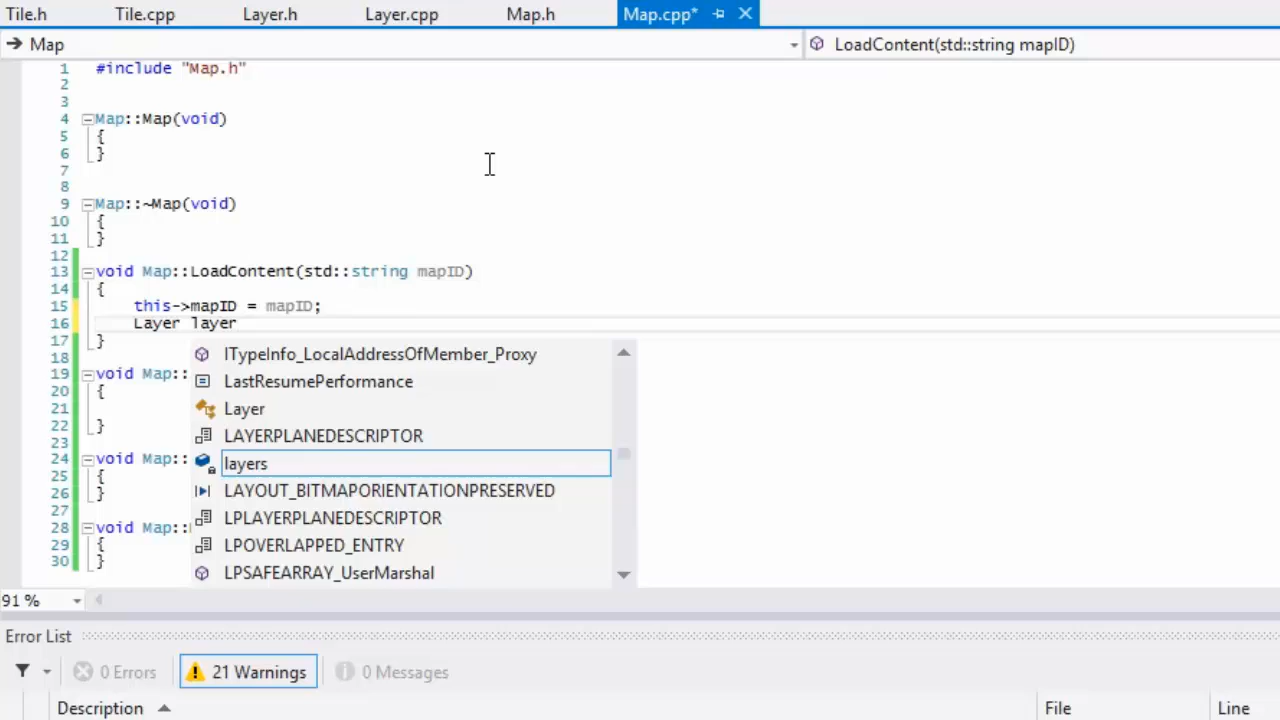 Tile.h Tile.cpp Layer.h Layer.cpp Map.h Map.cpp*
Map LoadContent(std::string mapID)
1 #include "Map.h"
2
3
4 Map::Map(void)
5 {
6 }
7
8
9 Map::~Map(void)
10 {
11 }
12
13 void Map::LoadContent(std::string mapID)
14 {
15 this->mapID = mapID;
16 Layer layer
17 }
18
19 void Map::
20 {
21
22 }
23
24 void Map::
25 {
26 }
27
28 void Map::
29 {
30 }
ITypeInfo_LocalAddressOfMember_Proxy
LastResumePerformance
Layer
LAYERPLANEDESCRIPTOR
layers
LAYOUT_BITMAPORIENTATIONPRESERVED
LPLAYERPLANEDESCRIPTOR
LPOVERLAPPED_ENTRY
LPSAFEARRAY_UserMarshal
91 %
Error List
0 Errors 21 Warnings 0 Messages
Description File Line